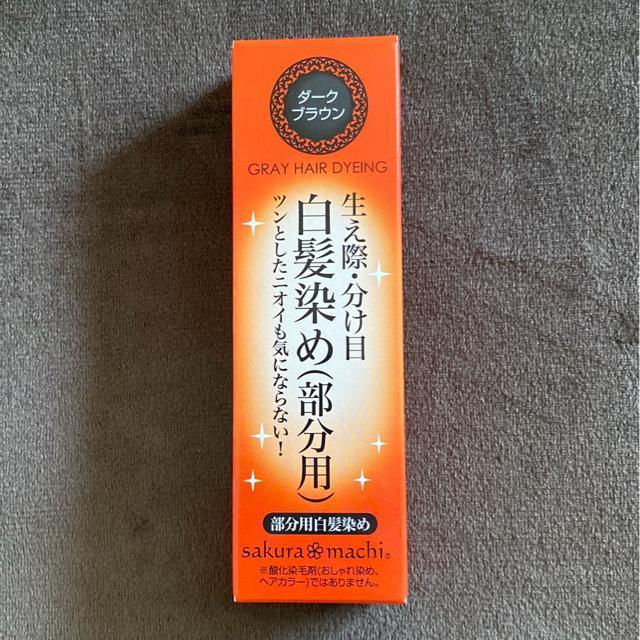 ダーク
ブラウン
GRAY HAIR DYEING
生え際・分け目
白髪染め(部分用)
ツンとしたニオイも気にならない!
部分用白髪染め
sakura machi®
※酸化染毛剤(おしゃれ染め、
ヘアカラー)ではありません。